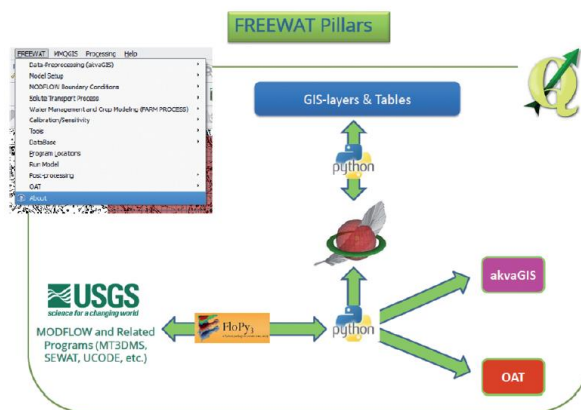 FREEWAT Pillars
FREEWAT MMQGIS Processing Help
Data-Preprocessing (akvaGIS)
Model Setup
MODFLOW Boundary Conditions
Solute Transport Process
Water Management and Crop Modeling (FARM PROCESS)
Calibration/Sensitivity
Tools
DataBase
Program Locations
Run Model
Post-processing
OAT
About
GIS-layers & Tables
python
akvaGIS
USGS
science for a changing world
FloPy
python
MODFLOW and Related
Programs (MT3DMS,
SEWAT, UCODE, etc.)
OAT